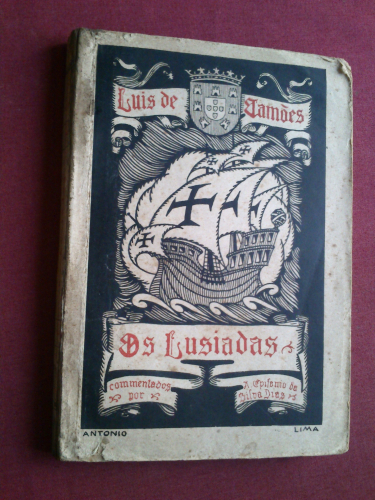 Luis de Camões
Os Lusiadas
commentados
por
A Epifanio da
Silva Dias
ANTONIO LIMA